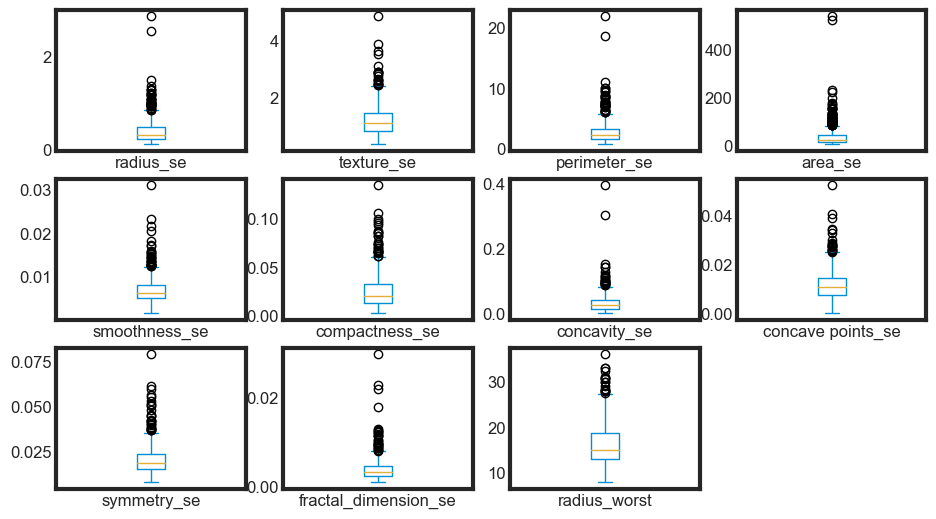 2
0
radius_se
4
2
texture_se
20
10
0
perimeter_se
400
200
0
area_se
0.03
0.02
0.01
smoothness_se
0.10
0.05
0.00
compactness_se
0.4
0.2
0.0
concavity_se
0.04
0.02
0.00
concave points_se
0.075
0.050
0.025
symmetry_se
0.02
0.00
fractal_dimension_se
30
20
10
radius_worst